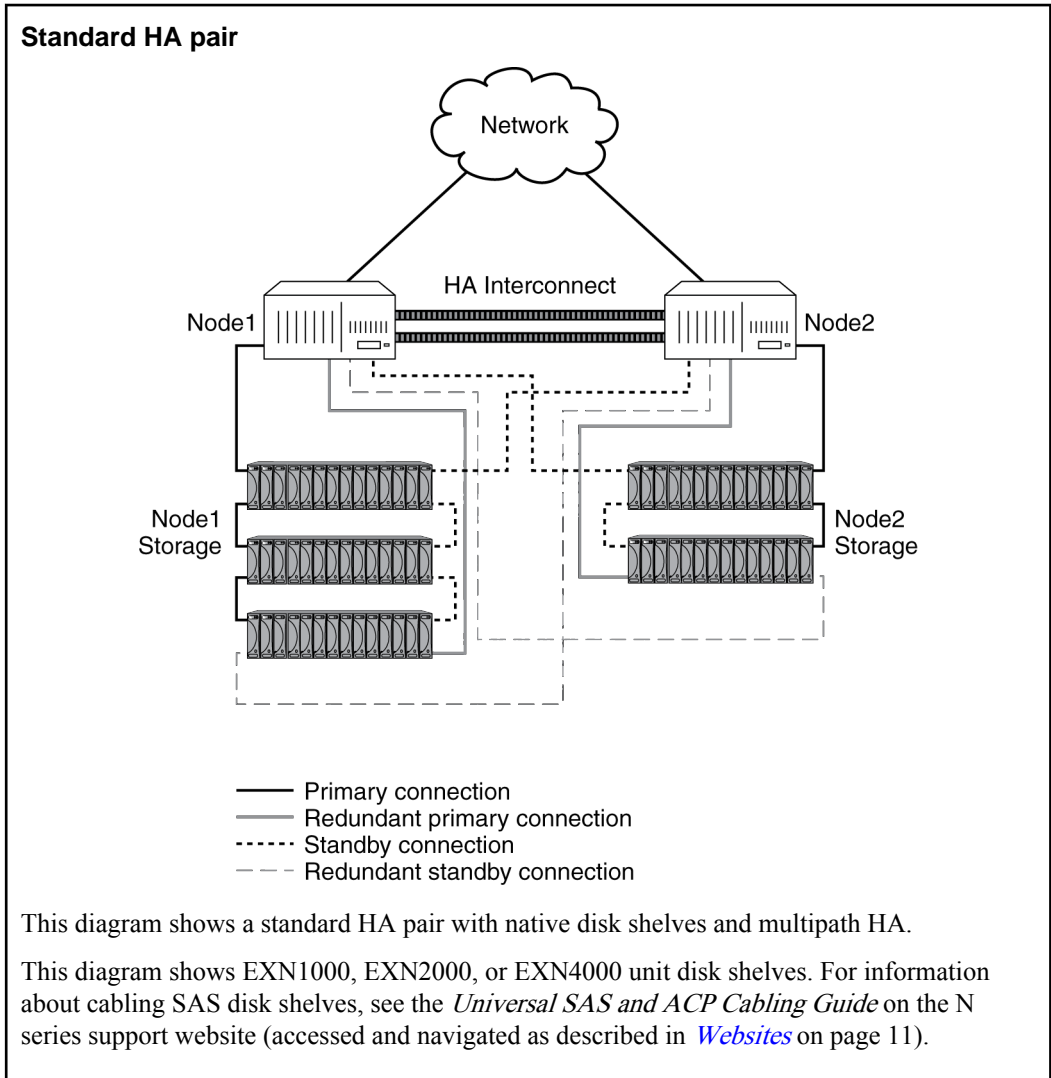 Standard HA pair
Network
HA Interconnect
Node1
Node2
Node1
Storage
Node2
Storage
Primary connection
Redundant primary connection
Standby connection
Redundant standby connection
This diagram shows a standard HA pair with native disk shelves and multipath HA.
This diagram shows EXN1000, EXN2000, or EXN4000 unit disk shelves. For information
about cabling SAS disk shelves, see the Universal SAS and ACP Cabling Guide on the N
series support website (accessed and navigated as described in Websites on page 11).